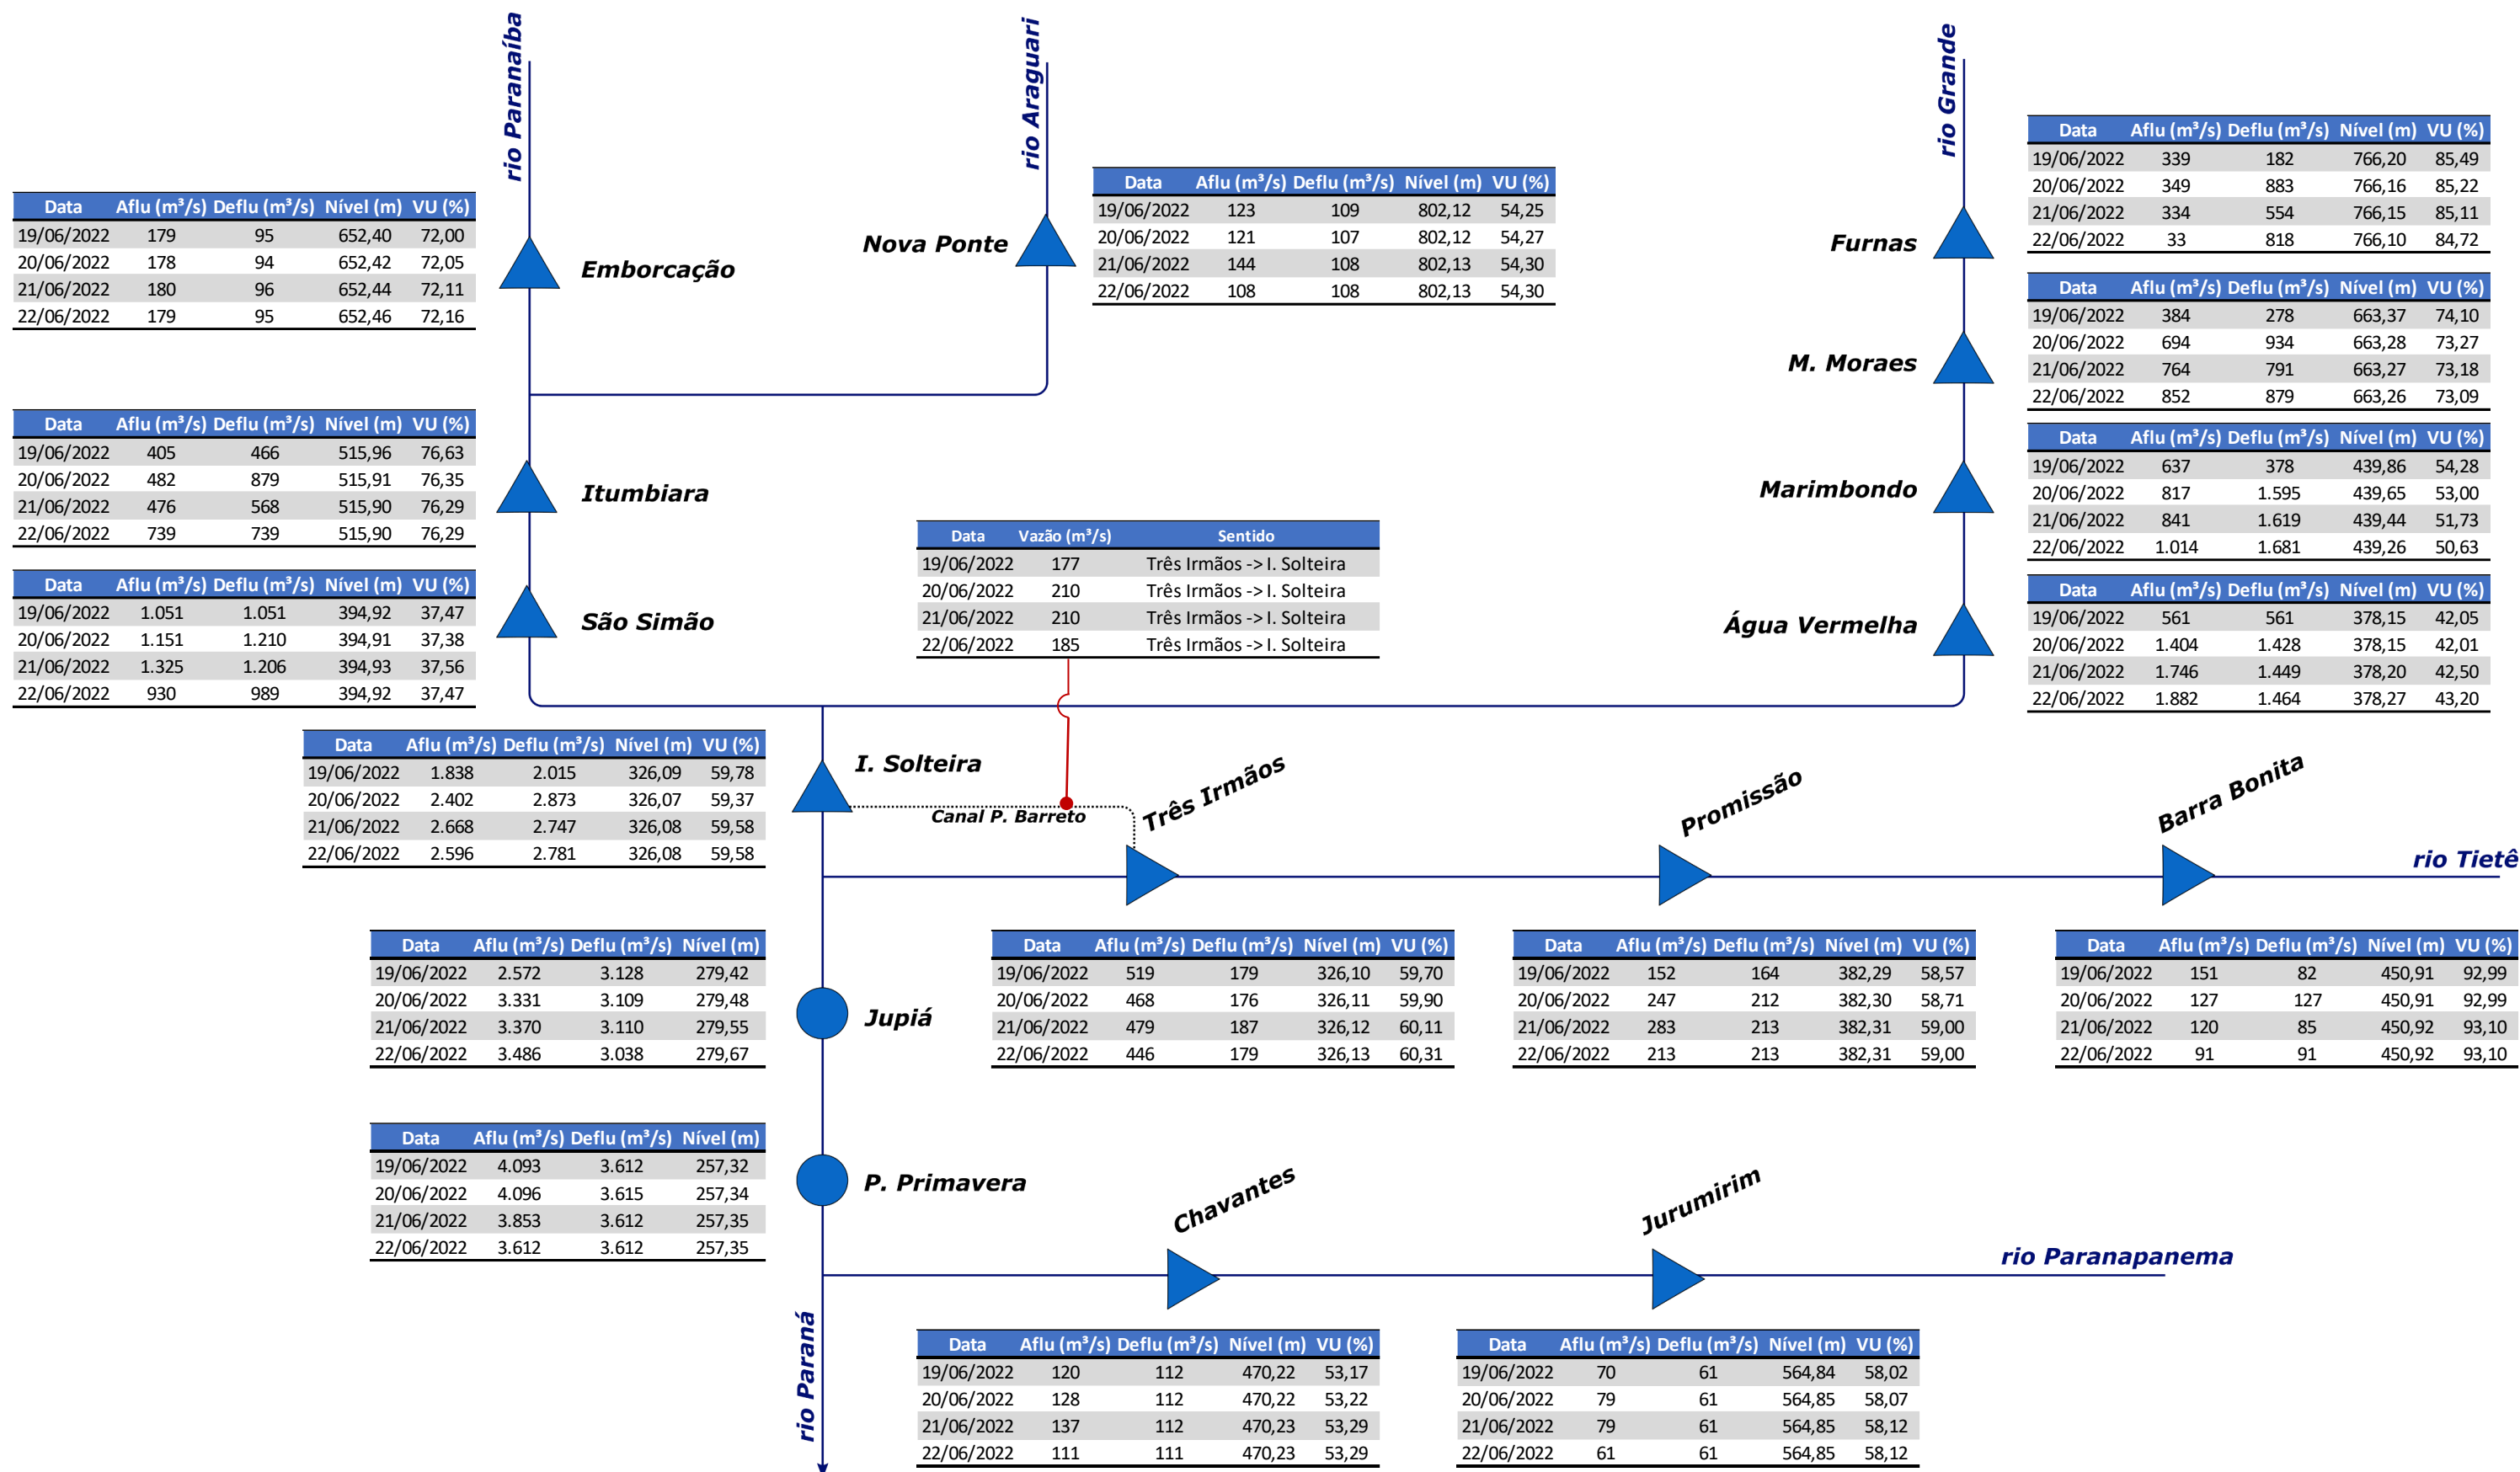 rio Paranaíba
rio Araguari
rio Grande
Data Aflu (m³/s) Deflu (m³/s) Nível (m) VU (%)
19/06/2022 179 95 652,40 72,00
20/06/2022 178 94 652,42 72,05
21/06/2022 180 96 652,44 72,11
22/06/2022 179 95 652,46 72,16
Emborcação
Nova Ponte
Data Aflu (m³/s) Deflu (m³/s) Nível (m) VU (%)
19/06/2022 123 109 802,12 54,25
20/06/2022 121 107 802,12 54,27
21/06/2022 144 108 802,13 54,30
22/06/2022 108 108 802,13 54,30
Furnas
Data Aflu (m³/s) Deflu (m³/s) Nível (m) VU (%)
19/06/2022 339 182 766,20 85,49
20/06/2022 349 883 766,16 85,22
21/06/2022 334 554 766,15 85,11
22/06/2022 33 818 766,10 84,72
M. Moraes
Data Aflu (m³/s) Deflu (m³/s) Nível (m) VU (%)
19/06/2022 384 278 663,37 74,10
20/06/2022 694 934 663,28 73,27
21/06/2022 764 791 663,27 73,18
22/06/2022 852 879 663,26 73,09
Data Aflu (m³/s) Deflu (m³/s) Nível (m) VU (%)
19/06/2022 405 466 515,96 76,63
20/06/2022 482 879 515,91 76,35
21/06/2022 476 568 515,90 76,29
22/06/2022 739 739 515,90 76,29
Itumbiara
Marimbondo
Data Aflu (m³/s) Deflu (m³/s) Nível (m) VU (%)
19/06/2022 637 378 439,86 54,28
20/06/2022 817 1.595 439,65 53,00
21/06/2022 841 1.619 439,44 51,73
22/06/2022 1.014 1.681 439,26 50,63
Data Vazão (m³/s) Sentido
19/06/2022 177 Três Irmãos -> I. Solteira
20/06/2022 210 Três Irmãos -> I. Solteira
21/06/2022 210 Três Irmãos -> I. Solteira
22/06/2022 185 Três Irmãos -> I. Solteira
Data Aflu (m³/s) Deflu (m³/s) Nível (m) VU (%)
19/06/2022 1.051 1.051 394,92 37,47
20/06/2022 1.151 1.210 394,91 37,38
21/06/2022 1.325 1.206 394,93 37,56
22/06/2022 930 989 394,92 37,47
São Simão
Água Vermelha
Data Aflu (m³/s) Deflu (m³/s) Nível (m) VU (%)
19/06/2022 561 561 378,15 42,05
20/06/2022 1.404 1.428 378,15 42,01
21/06/2022 1.746 1.449 378,20 42,50
22/06/2022 1.882 1.464 378,27 43,20
Data Aflu (m³/s) Deflu (m³/s) Nível (m) VU (%)
19/06/2022 1.838 2.015 326,09 59,78
20/06/2022 2.402 2.873 326,07 59,37
21/06/2022 2.668 2.747 326,08 59,58
22/06/2022 2.596 2.781 326,08 59,58
I. Solteira
Canal P. Barreto
Três Irmãos
Promissão
Barra Bonita
rio Tietê
Data Aflu (m³/s) Deflu (m³/s) Nível (m)
19/06/2022 2.572 3.128 279,42
20/06/2022 3.331 3.109 279,48
21/06/2022 3.370 3.110 279,55
22/06/2022 3.486 3.038 279,67
Jupiá
Data Aflu (m³/s) Deflu (m³/s) Nível (m) VU (%)
19/06/2022 519 179 326,10 59,70
20/06/2022 468 176 326,11 59,90
21/06/2022 479 187 326,12 60,11
22/06/2022 446 179 326,13 60,31
Data Aflu (m³/s) Deflu (m³/s) Nível (m) VU (%)
19/06/2022 152 164 382,29 58,57
20/06/2022 247 212 382,30 58,71
21/06/2022 283 213 382,31 59,00
22/06/2022 213 213 382,31 59,00
Data Aflu (m³/s) Deflu (m³/s) Nível (m) VU (%)
19/06/2022 151 82 450,91 92,99
20/06/2022 127 127 450,91 92,99
21/06/2022 120 85 450,92 93,10
22/06/2022 91 91 450,92 93,10
Data Aflu (m³/s) Deflu (m³/s) Nível (m)
19/06/2022 4.093 3.612 257,32
20/06/2022 4.096 3.615 257,34
21/06/2022 3.853 3.612 257,35
22/06/2022 3.612 3.612 257,35
P. Primavera
Chavantes
Jurumirim
rio Paranapanema
rio Paraná
Data Aflu (m³/s) Deflu (m³/s) Nível (m) VU (%)
19/06/2022 120 112 470,22 53,17
20/06/2022 128 112 470,22 53,22
21/06/2022 137 112 470,23 53,29
22/06/2022 111 111 470,23 53,29
Data Aflu (m³/s) Deflu (m³/s) Nível (m) VU (%)
19/06/2022 70 61 564,84 58,02
20/06/2022 79 61 564,85 58,07
21/06/2022 79 61 564,85 58,12
22/06/2022 61 61 564,85 58,12